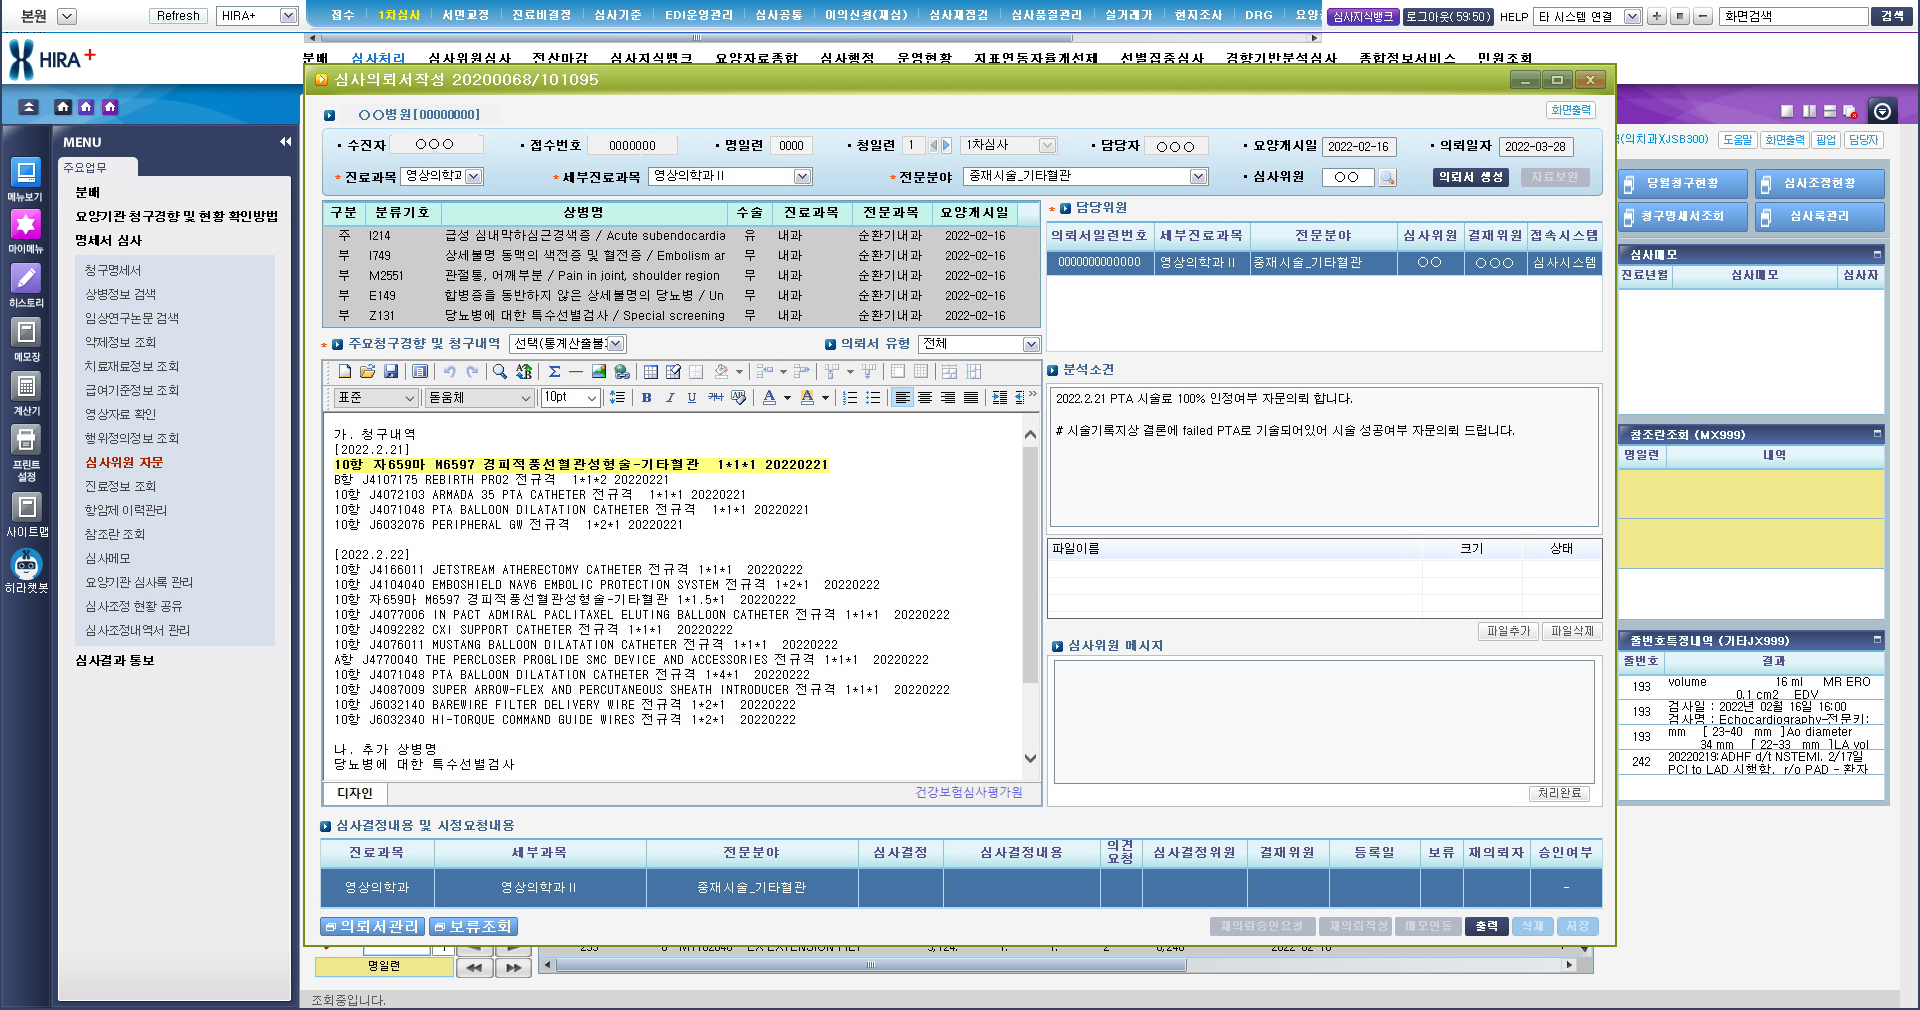 본원
Refresh
HIRA+
접수 1차심사 서면교정 진료비결정 심사기준 EDI운영관리 심사공통 이의신청(재심) 심사재점검 심사품질관리 실거래가 현지조사 DRG
심사지식뱅크 로그아웃(59:50) HELP 타 시스템 연결 화면검색 검색
HIRA+
분배 심사처리 심사위원심사 전산마감 심사지식뱅크 요양자료종합 심사행정 운영현황 지표연동자율개선제 선별집중심사 경향기반분석심사 종합정보서비스 민원조회
심사의뢰서작성 20200068/101095
MENU
주요업무
분배
요양기관 청구경향 및 현황 확인방법
명세서 심사
청구명세서
상병정보 검색
임상연구논문 검색
약제정보 조회
치료재료정보 조회
급여기준정보 조회
영상자료 확인
행위정의정보 조회
심사위원 자문
진료정보 조회
항암제 이력관리
참조란 조회
심사메모
요양기관 심사록 관리
심사조정 현황 공유
심사조정내역서 관리
심사결과 통보
메뉴보기
마이메뉴
히스토리
메모장
계산기
프린트 설정
사이트맵
히라챗봇
○○병원[00000000]
화면출력
수진자 ○○○ 접수번호 0000000 명일련 0000 청일련 1 1차심사 담당자 ○○○ 요양개시일 2022-02-16 의뢰일자 2022-03-28
* 진료과목 영상의학과 * 세부진료과목 영상의학과Ⅱ * 전문분야 중재시술_기타혈관 심사위원 ○○ 의뢰서 생성 자료보완
구분 분류기호 상병명 수술 진료과목 전문과목 요양개시일
주 I214 급성 심내막하심근경색증 / Acute subendocardia 유 내과 순환기내과 2022-02-16
부 I749 상세불명 동맥의 색전증 및 혈전증 / Embolism ar 무 내과 순환기내과 2022-02-16
부 M2551 관절통, 어깨부분 / Pain in joint, shoulder region 무 내과 순환기내과 2022-02-16
부 E149 합병증을 동반하지 않은 상세불명의 당뇨병 / Un 무 내과 순환기내과 2022-02-16
부 Z131 당뇨병에 대한 특수선별검사 / Special screening 무 내과 순환기내과 2022-02-16
* 주요청구경향 및 청구내역 선택(통계산출불 의뢰서 유형 전체
표준 돋움체 10pt
가. 청구내역
[2022.2.21]
10항 자659마 M6597 경피적풍선혈관성형술-기타혈관 1*1*1 20220221
B항 J4107175 REBIRTH PRO2 전규격 1*1*2 20220221
10항 J4072103 ARMADA 35 PTA CATHETER 전규격 1*1*1 20220221
10항 J4071048 PTA BALLOON DILATATION CATHETER 전규격 1*1*1 20220221
10항 J6032076 PERIPHERAL GW 전규격 1*2*1 20220221
[2022.2.22]
10항 J4166011 JETSTREAM ATHERECTOMY CATHETER 전규격 1*1*1 20220222
10항 J4104040 EMBOSHIELD NAV6 EMBOLIC PROTECTION SYSTEM 전규격 1*2*1 20220222
10항 자659마 M6597 경피적풍선혈관성형술-기타혈관 1*1.5*1 20220222
10항 J4077006 IN PACT ADMIRAL PACLITAXEL ELUTING BALLOON CATHETER 전규격 1*1*1 20220222
10항 J4092282 CXI SUPPORT CATHETER 전규격 1*1*1 20220222
10항 J4076011 MUSTANG BALLOON DILATATION CATHETER 전규격 1*1*1 20220222
A항 J4770040 THE PERCLOSER PROGLIDE SMC DEVICE AND ACCESSORIES 전규격 1*1*1 20220222
10항 J4071048 PTA BALLOON DILATATION CATHETER 전규격 1*4*1 20220222
10항 J4087009 SUPER ARROW-FLEX AND PERCUTANEOUS SHEATH INTRODUCER 전규격 1*1*1 20220222
10항 J6032140 BAREWIRE FILTER DELIVERY WIRE 전규격 1*2*1 20220222
10항 J6032340 HI-TORQUE COMMAND GUIDE WIRES 전규격 1*2*1 20220222
나. 추가 상병명
당뇨병에 대한 특수선별검사
디자인
건강보험심사평가원
* 담당위원
의뢰서일련번호 세부진료과목 전문분야 심사위원 결재위원 접속시스템
0000000000000 영상의학과Ⅱ 중재시술_기타혈관 ○○ ○○○ 심사시스템
분석소견
2022.2.21 PTA 시술료 100% 인정여부 자문의뢰 합니다.
# 시술기록지상 결론에 failed PTA로 기술되어있어 시술 성공여부 자문의뢰 드립니다.
파일이름 크기 상태
파일추가 파일삭제
심사위원 메시지
처리완료
심사결정내용 및 시정요청내용
진료과목 세부과목 전문분야 심사결정 심사결정내용 의견요청 심사결정위원 결재위원 등록일 보류 재의뢰자 승인여부
영상의학과 영상의학과Ⅱ 중재시술_기타혈관 -
의뢰서관리 보류조회
재의뢰승인요청 재의뢰작성 메모연동 출력 삭제 저장
명일련
조회중입니다.
(의치과)(JSB300) 도움말 화면출력 팝업 담당자
당월청구현황 심사조정현황
청구명세서조회 심사록관리
심사메모
진료년월 심사메모 심사자
참조란조회 (MX999)
명일련 내역
줄번호특정내역 (기타JX999)
줄번호 결과
193 volume 16 ml MR ERO
0.1 cm2 EDV
193 검사일 : 2022년 02월 16일 16:00
검사명 : Echocardiography-전문키:
193 mm [ 23-40 mm ]Ao diameter
34 mm [ 22-33 mm ]LA vol
242 20220219:ADHF d/t NSTEMI. 2/17일
PCI to LAD 시행함. r/o PAD - 환자